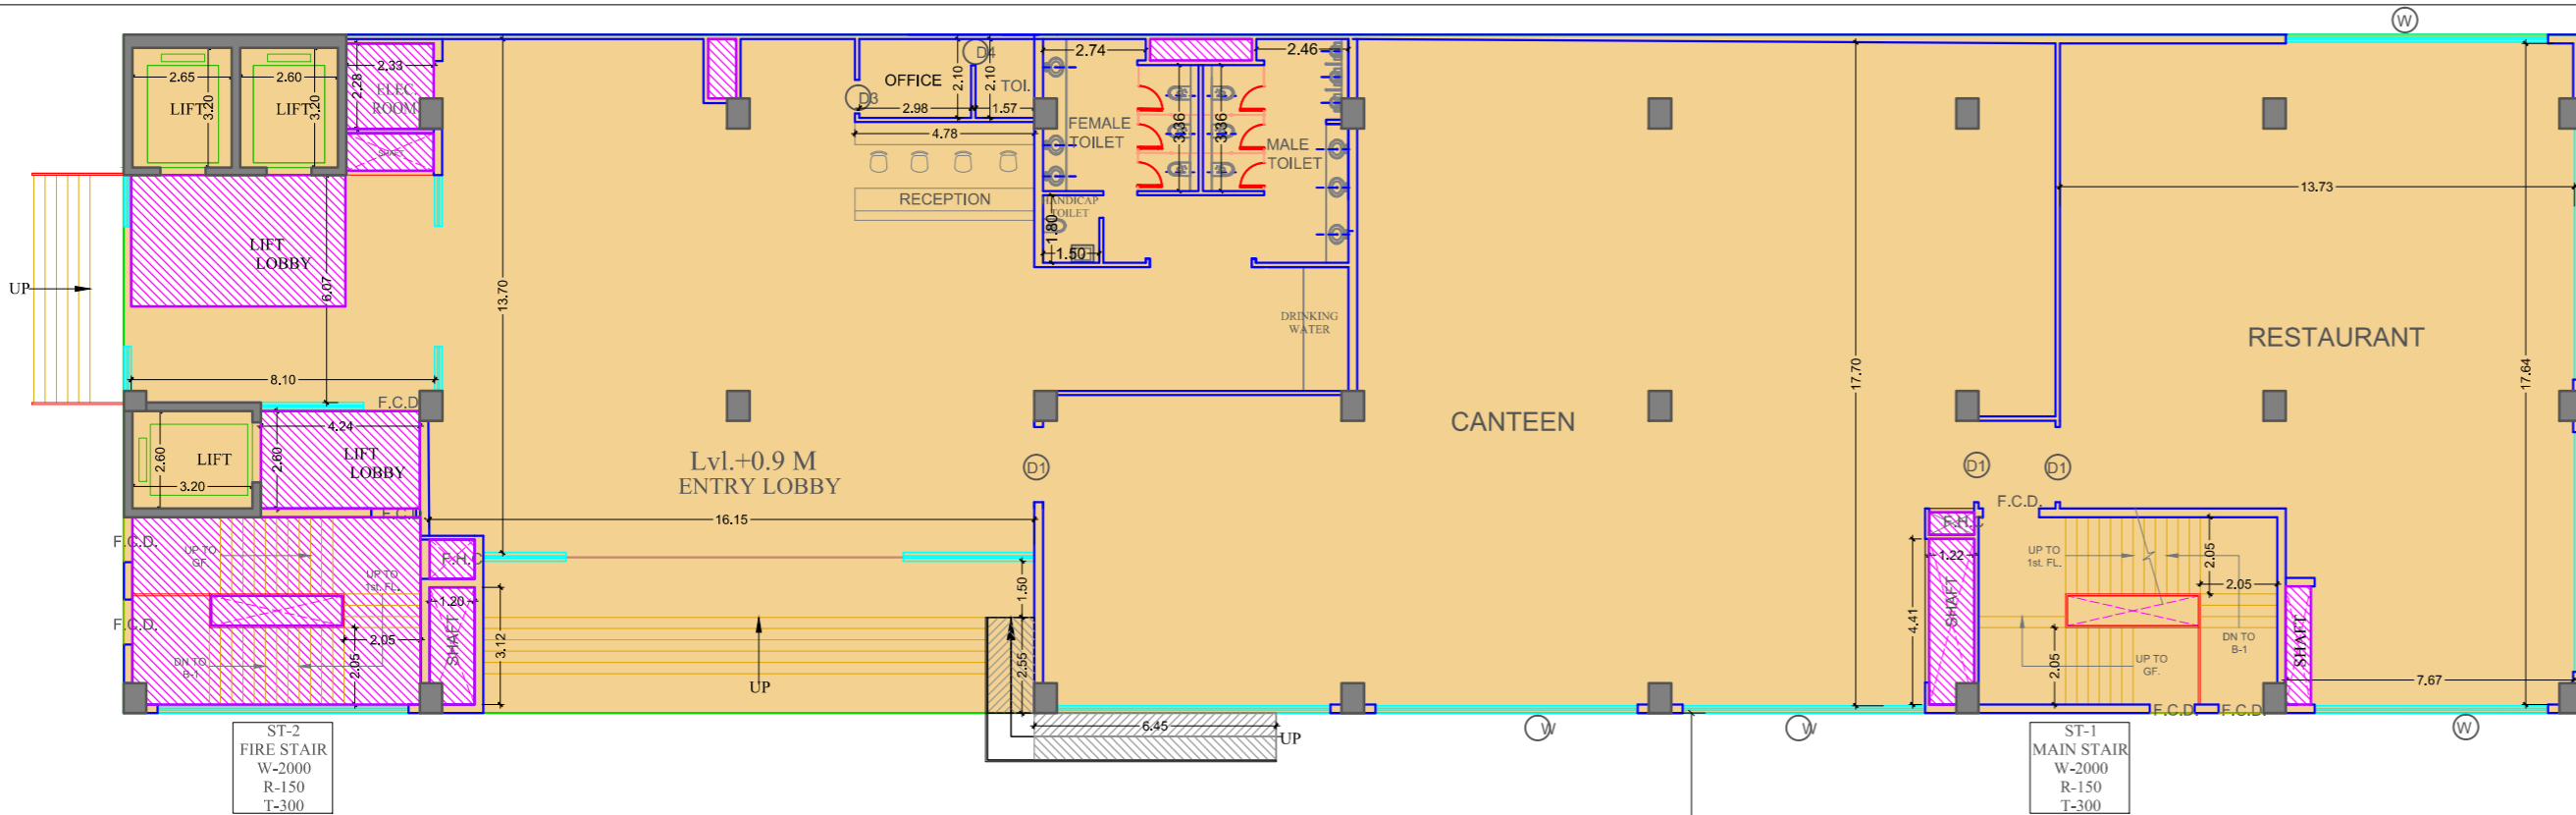 W
2.65
2.60
2.33
3.20
3.20
2.28
LIFT
LIFT
ELEC.
ROOM
SHAFT
13.70
OFFICE
D3
D4
2.10
2.10
TOI.
2.98
1.57
4.78
RECEPTION
2.74
2.46
FEMALE
TOILET
3.36
3.36
MALE
TOILET
HANDICAP
TOILET
1.80
1.50
DRINKING
WATER
17.70
13.73
RESTAURANT
17.64
LIFT
LOBBY
UP
6.07
8.10
F.C.D
4.24
2.60
LIFT
3.20
2.60
LIFT
LOBBY
F.C.D
Lvl.+0.9 M
ENTRY LOBBY
D1
16.15
CANTEEN
D1
D1
F.C.D.
F.C.D.
UP TO
GF.
UP TO
1st. FL.
F.C.D.
DN TO
B-1
2.05
2.05
F.H.C
1.20
SHAFT
3.12
UP
1.50
2.55
6.45
UP
F.H.C
1.22
SHAFT
4.41
UP TO
1st. FL.
2.05
2.05
2.05
UP TO
GF.
DN TO
B-1
SHAFT
7.67
F.C.D.
F.C.D.
W
W
W
ST-2
FIRE STAIR
W-2000
R-150
T-300
ST-1
MAIN STAIR
W-2000
R-150
T-300